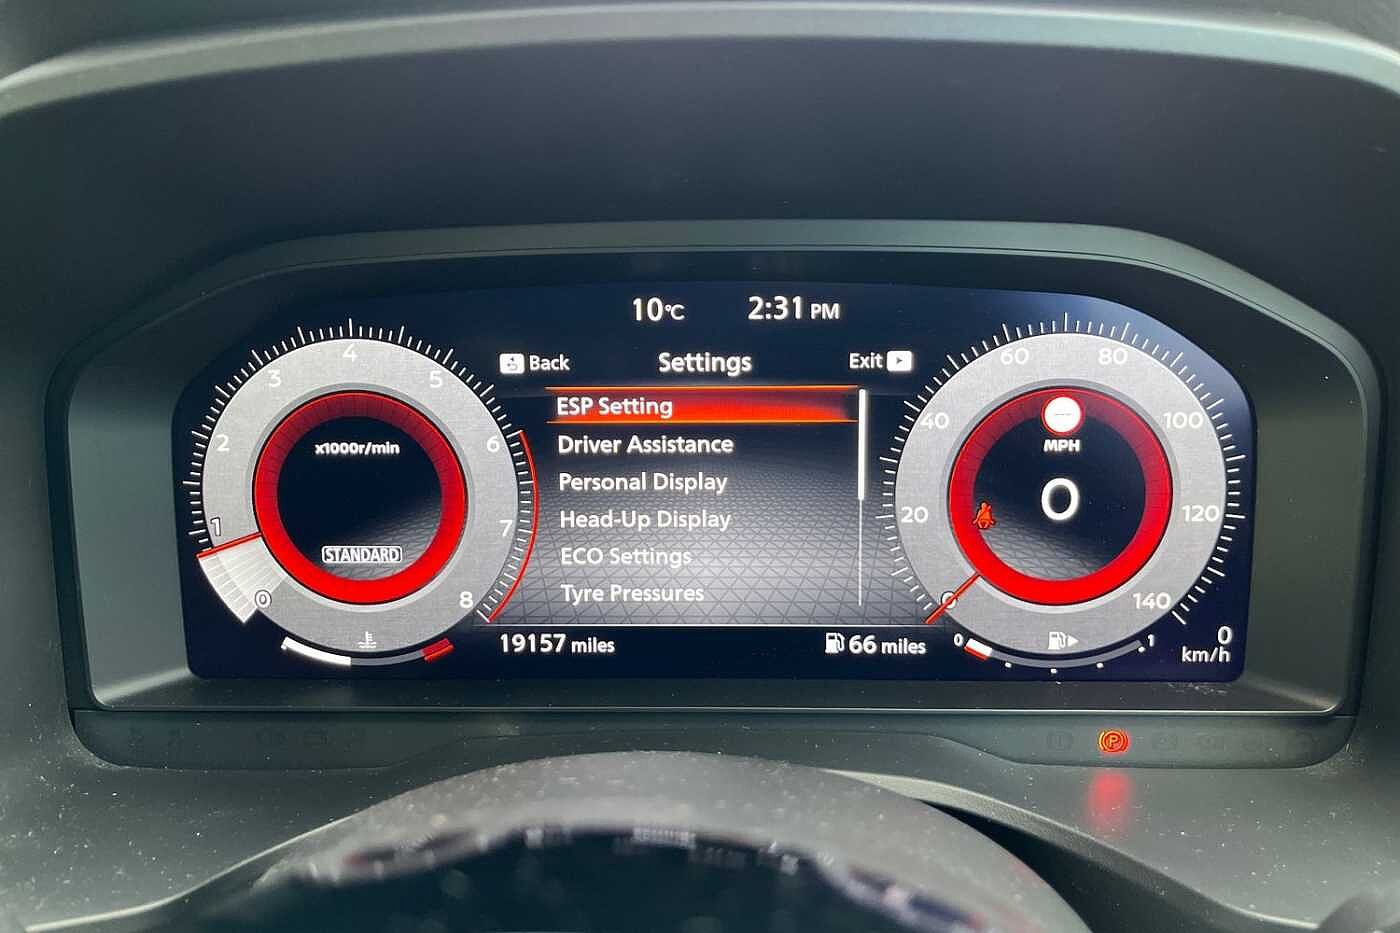 10°C 2:31 PM
Back Settings Exit
ESP Setting
Driver Assistance
Personal Display
Head-Up Display
ECO Settings
Tyre Pressures
19157 miles 66 miles
0 1 2 3 4 5 6 7 8
x1000r/min
STANDARD
0 20 40 60 80 100 120 140
---
MPH
0
0 1
0
km/h
P